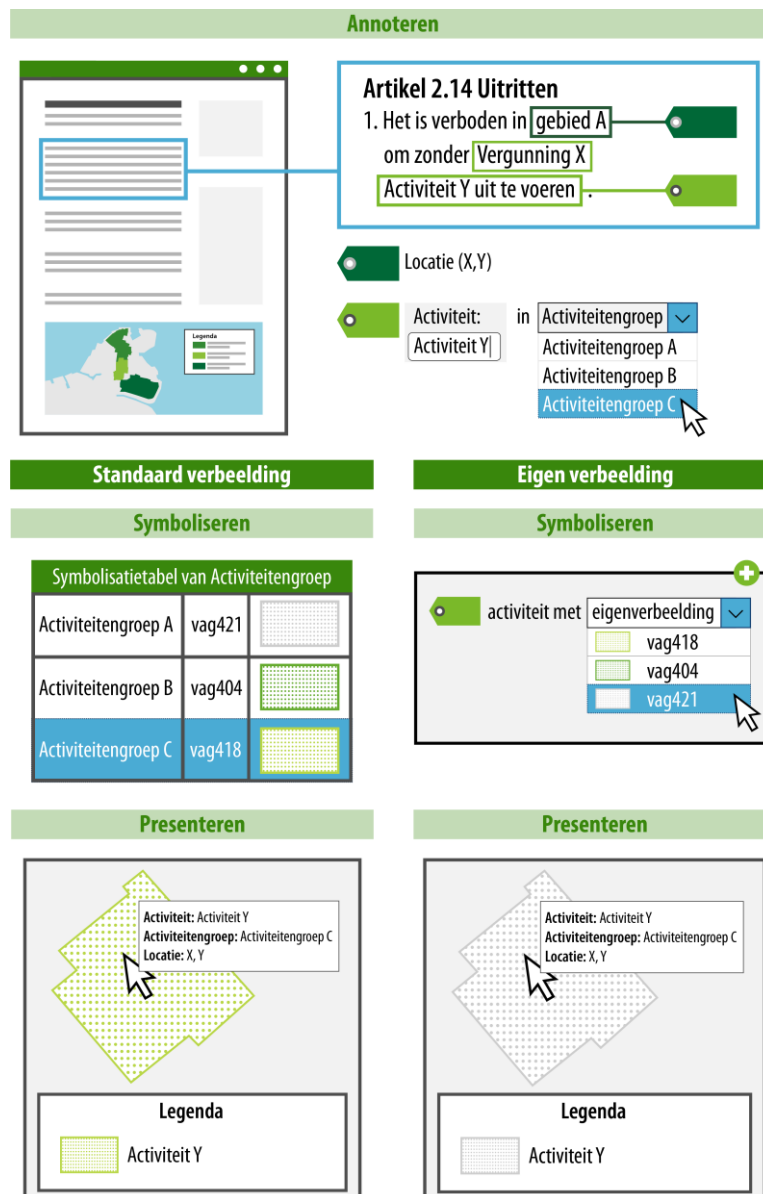 Annoteren
Artikel 2.14 Uitritten
1. Het is verboden in gebied A
om zonder Vergunning X
Activiteit Y uit te voeren .
Locatie (X,Y)
Activiteit: in Activiteitengroep
Activiteit Y
Activiteitengroep A
Activiteitengroep B
Activiteitengroep C
Legenda
Standaard verbeelding
Symboliseren
Symbolisatietabel van Activiteitengroep
Activiteitengroep A vag421
Activiteitengroep B vag404
Activiteitengroep C vag418
Presenteren
Activiteit: Activiteit Y
Activiteitengroep: Activiteitengroep C
Locatie: X, Y
Legenda
Activiteit Y
Eigen verbeelding
Symboliseren
activiteit met eigenverbeelding
vag418
vag404
vag421
Presenteren
Activiteit: Activiteit Y
Activiteitengroep: Activiteitengroep C
Locatie: X, Y
Legenda
Activiteit Y